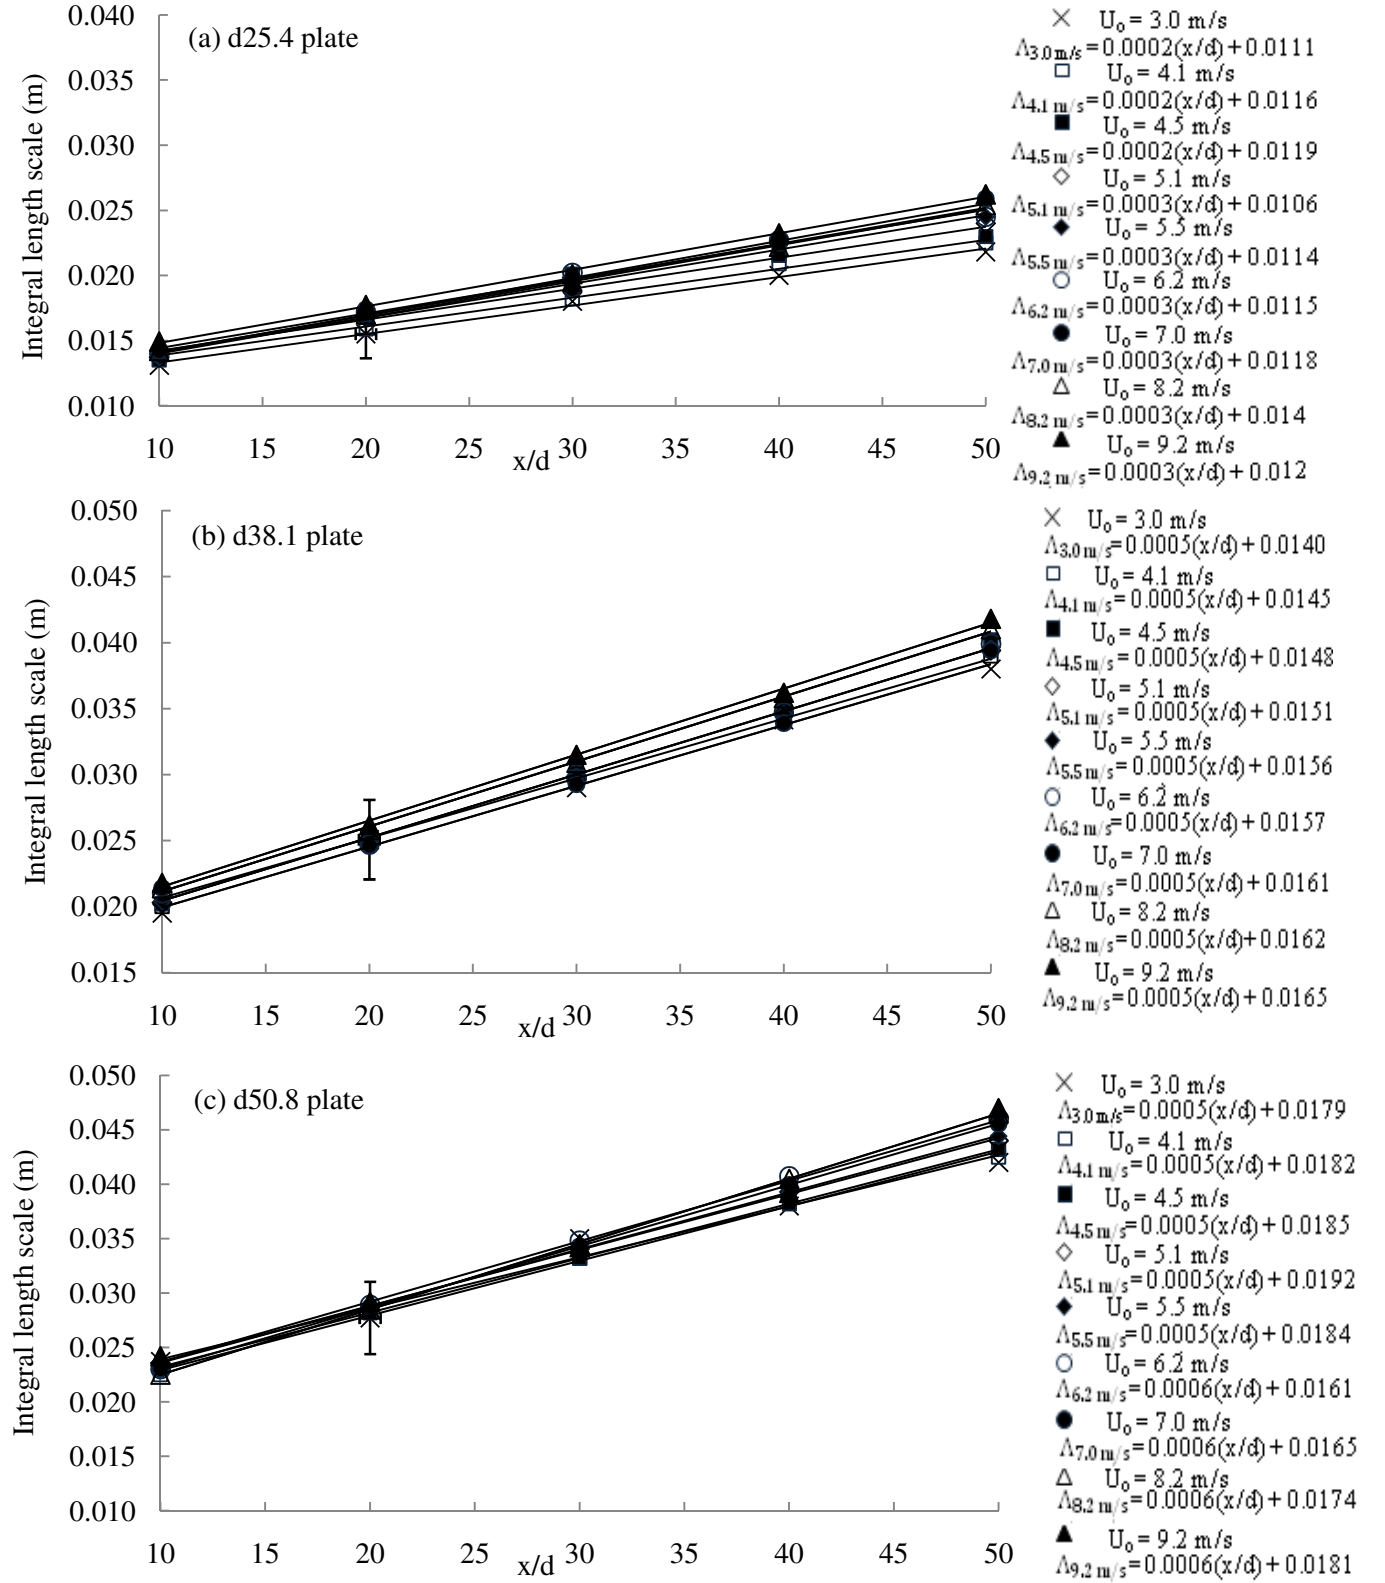 (a) d25.4 plate
Integral length scale (m)
0.040
0.035
0.030
0.025
0.020
0.015
0.010
10 15 20 25 30 35 40 45 50
x/d
U₀ = 3.0 m/s
Λ3.0 m/s = 0.0002(x/d) + 0.0111
U₀ = 4.1 m/s
Λ4.1 m/s = 0.0002(x/d) + 0.0116
U₀ = 4.5 m/s
Λ4.5 m/s = 0.0002(x/d) + 0.0119
U₀ = 5.1 m/s
Λ5.1 m/s = 0.0003(x/d) + 0.0106
U₀ = 5.5 m/s
Λ5.5 m/s = 0.0003(x/d) + 0.0114
U₀ = 6.2 m/s
Λ6.2 m/s = 0.0003(x/d) + 0.0115
U₀ = 7.0 m/s
Λ7.0 m/s = 0.0003(x/d) + 0.0118
U₀ = 8.2 m/s
Λ8.2 m/s = 0.0003(x/d) + 0.014
U₀ = 9.2 m/s
Λ9.2 m/s = 0.0003(x/d) + 0.012
(b) d38.1 plate
Integral length scale (m)
0.050
0.045
0.040
0.035
0.030
0.025
0.020
0.015
10 15 20 25 30 35 40 45 50
x/d
U₀ = 3.0 m/s
Λ3.0 m/s = 0.0005(x/d) + 0.0140
U₀ = 4.1 m/s
Λ4.1 m/s = 0.0005(x/d) + 0.0145
U₀ = 4.5 m/s
Λ4.5 m/s = 0.0005(x/d) + 0.0148
U₀ = 5.1 m/s
Λ5.1 m/s = 0.0005(x/d) + 0.0151
U₀ = 5.5 m/s
Λ5.5 m/s = 0.0005(x/d) + 0.0156
U₀ = 6.2 m/s
Λ6.2 m/s = 0.0005(x/d) + 0.0157
U₀ = 7.0 m/s
Λ7.0 m/s = 0.0005(x/d) + 0.0161
U₀ = 8.2 m/s
Λ8.2 m/s = 0.0005(x/d) + 0.0162
U₀ = 9.2 m/s
Λ9.2 m/s = 0.0005(x/d) + 0.0165
(c) d50.8 plate
Integral length scale (m)
0.050
0.045
0.040
0.035
0.030
0.025
0.020
0.015
0.010
10 15 20 25 30 35 40 45 50
x/d
U₀ = 3.0 m/s
Λ3.0 m/s = 0.0005(x/d) + 0.0179
U₀ = 4.1 m/s
Λ4.1 m/s = 0.0005(x/d) + 0.0182
U₀ = 4.5 m/s
Λ4.5 m/s = 0.0005(x/d) + 0.0185
U₀ = 5.1 m/s
Λ5.1 m/s = 0.0005(x/d) + 0.0192
U₀ = 5.5 m/s
Λ5.5 m/s = 0.0005(x/d) + 0.0184
U₀ = 6.2 m/s
Λ6.2 m/s = 0.0006(x/d) + 0.0161
U₀ = 7.0 m/s
Λ7.0 m/s = 0.0006(x/d) + 0.0165
U₀ = 8.2 m/s
Λ8.2 m/s = 0.0006(x/d) + 0.0174
U₀ = 9.2 m/s
Λ9.2 m/s = 0.0006(x/d) + 0.0181